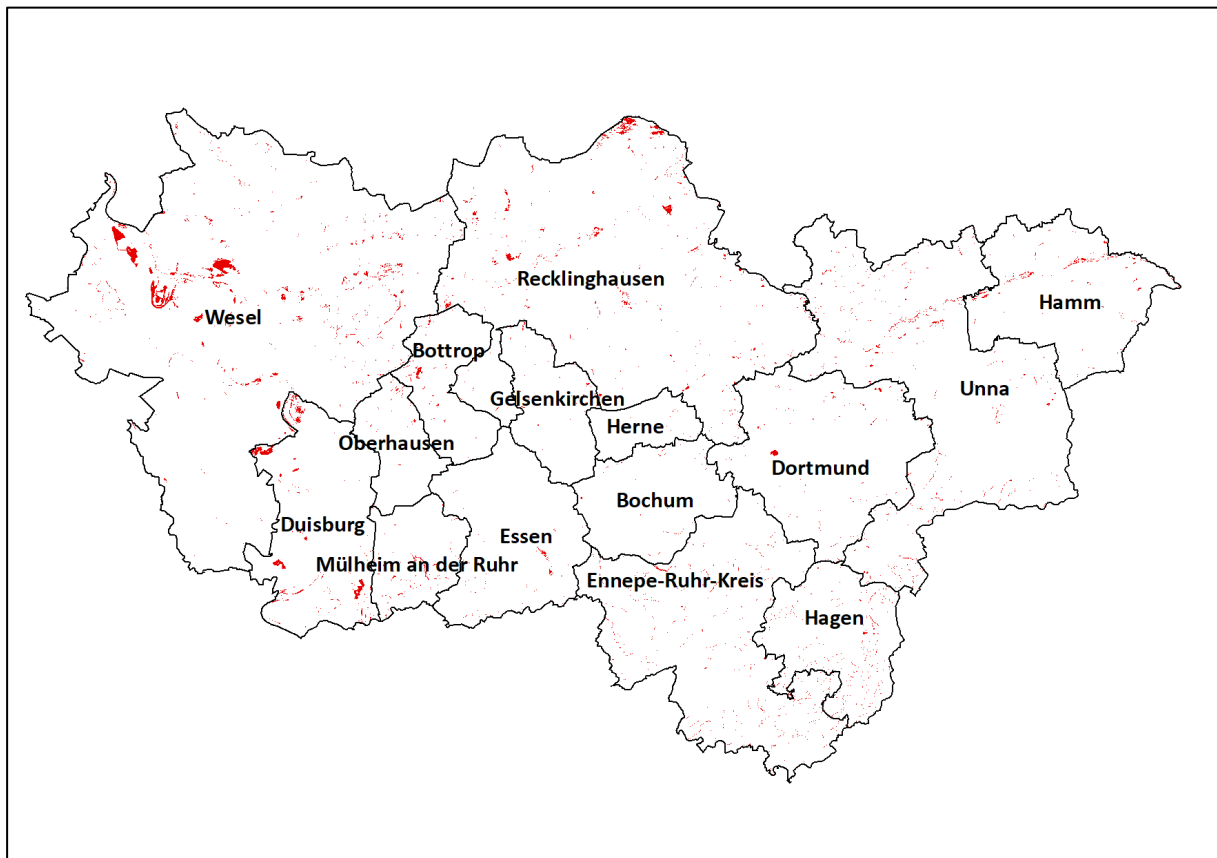 Recklinghausen
Hamm
Wesel
Bottrop
Unna
Gelsenkirchen
Herne
Oberhausen
Dortmund
Bochum
Duisburg
Essen
Mülheim an der Ruhr
Ennepe-Ruhr-Kreis
Hagen